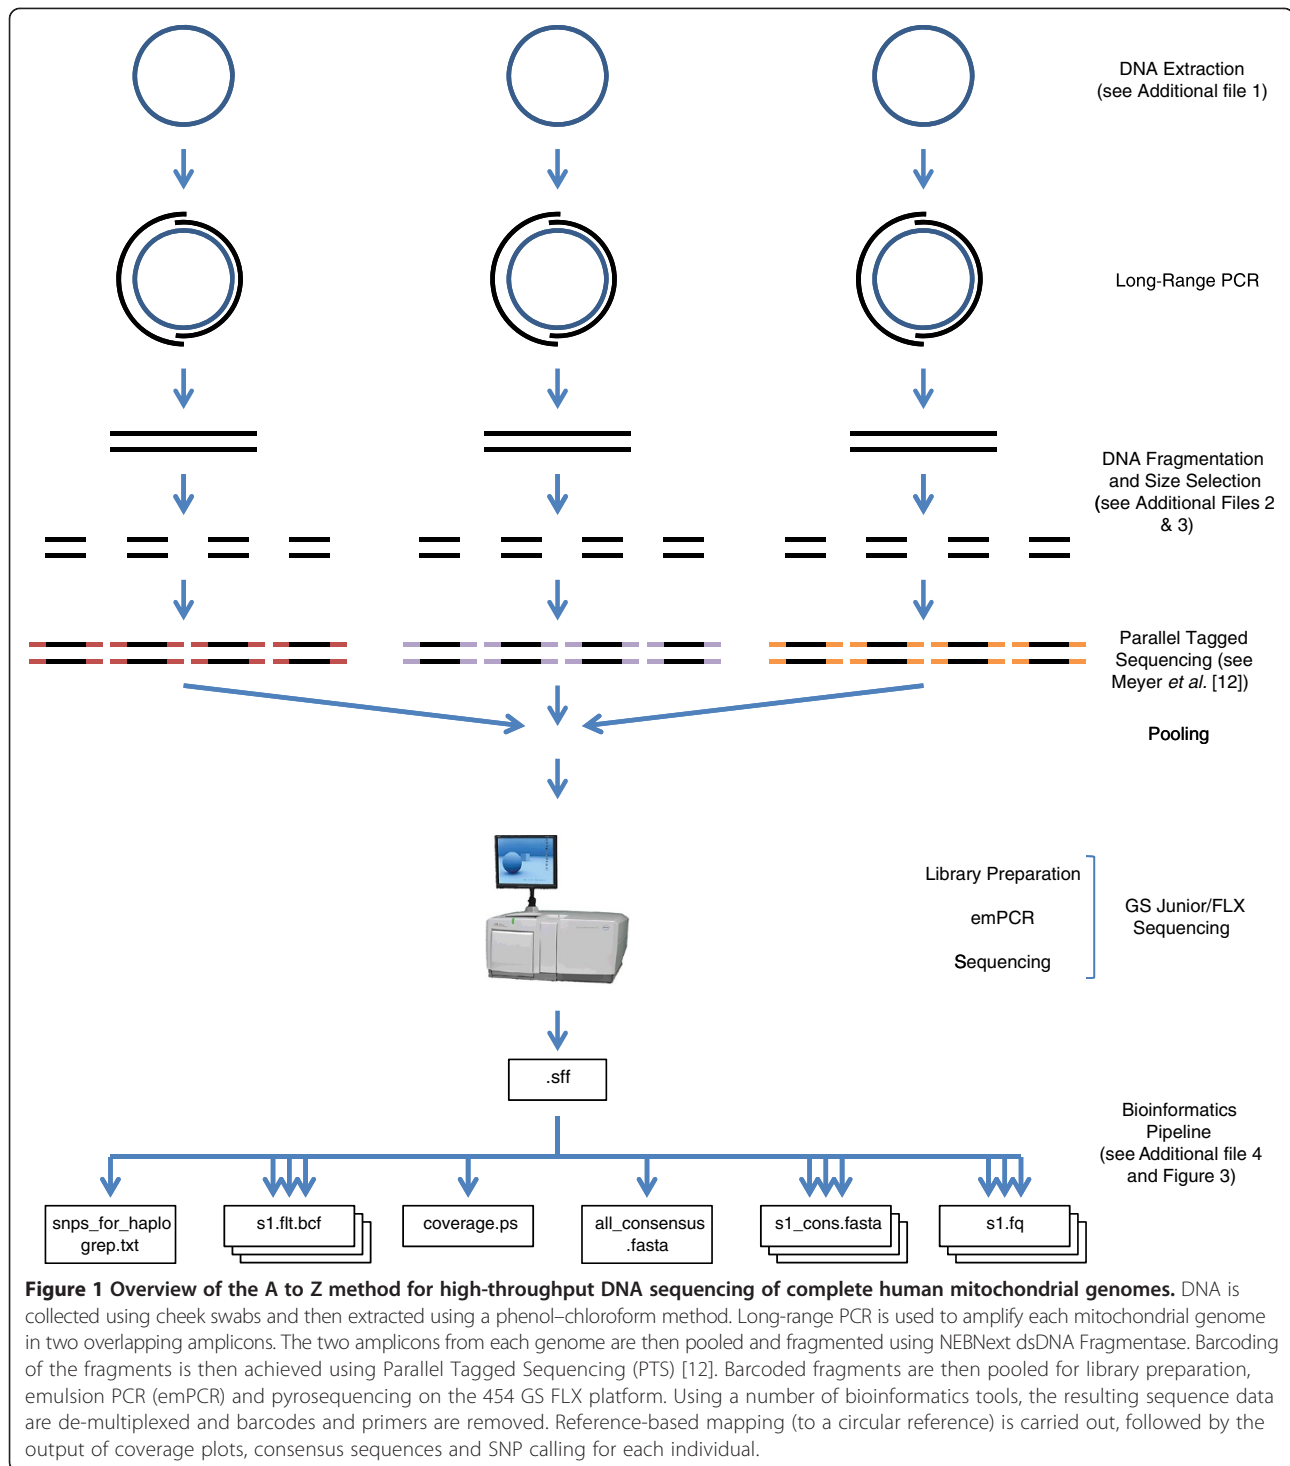 DNA Extraction
(see Additional file 1)
Long-Range PCR
DNA Fragmentation
and Size Selection
(see Additional Files 2
& 3)
Parallel Tagged
Sequencing (see
Meyer et al. [12])
Pooling
Library Preparation
emPCR
Sequencing
GS Junior/FLX
Sequencing
.sff
Bioinformatics
Pipeline
(see Additional file 4
and Figure 3)
snps_for_haplo
grep.txt
s1.flt.bcf
coverage.ps
all_consensus
.fasta
s1_cons.fasta
s1.fq
Figure 1 Overview of the A to Z method for high-throughput DNA sequencing of complete human mitochondrial genomes. DNA is
collected using cheek swabs and then extracted using a phenol–chloroform method. Long-range PCR is used to amplify each mitochondrial genome
in two overlapping amplicons. The two amplicons from each genome are then pooled and fragmented using NEBNext dsDNA Fragmentase. Barcoding
of the fragments is then achieved using Parallel Tagged Sequencing (PTS) [12]. Barcoded fragments are then pooled for library preparation,
emulsion PCR (emPCR) and pyrosequencing on the 454 GS FLX platform. Using a number of bioinformatics tools, the resulting sequence data
are de-multiplexed and barcodes and primers are removed. Reference-based mapping (to a circular reference) is carried out, followed by the
output of coverage plots, consensus sequences and SNP calling for each individual.